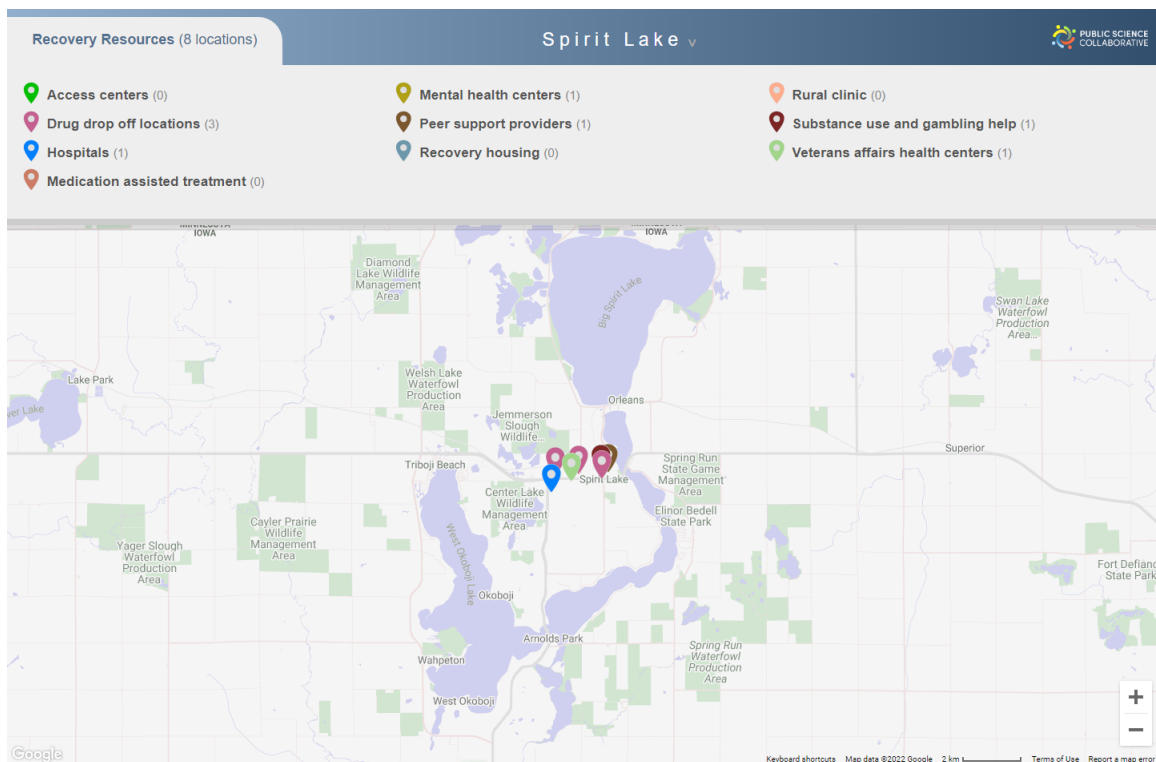 Recovery Resources (8 locations)
Spirit Lake v
PUBLIC SCIENCE
COLLABORATIVE
Access centers (0)
Mental health centers (1)
Rural clinic (0)
Drug drop off locations (3)
Peer support providers (1)
Substance use and gambling help (1)
Hospitals (1)
Recovery housing (0)
Veterans affairs health centers (1)
Medication assisted treatment (0)
MINNESOTA
IOWA
MINNESOTA
IOWA
Diamond
Lake Wildlife
Management
Area
Big Spirit Lake
Swan Lake
Waterfowl
Production
Area...
Lake Park
Welsh Lake
Waterfowl
Production
Area
Orleans
ver Lake
Jemmerson
Slough
Wildlife...
Superior
Triboji Beach
Spring Run
State Game
Management
Area
Spirit Lake
Center Lake
Wildlife
Management
Area
Elinor Bedell
State Park
Cayler Prairie
Wildlife
Management
Area
Yager Slough
Waterfowl
Production
Area
West Okoboji Lake
Fort Defianc
State Park
Okoboji
Arnolds Park
Spring Run
Waterfowl
Production
Area
Wahpeton
West Okoboji
+
−
Google
Keyboard shortcuts Map data ©2022 Google 2 km Terms of Use Report a map error